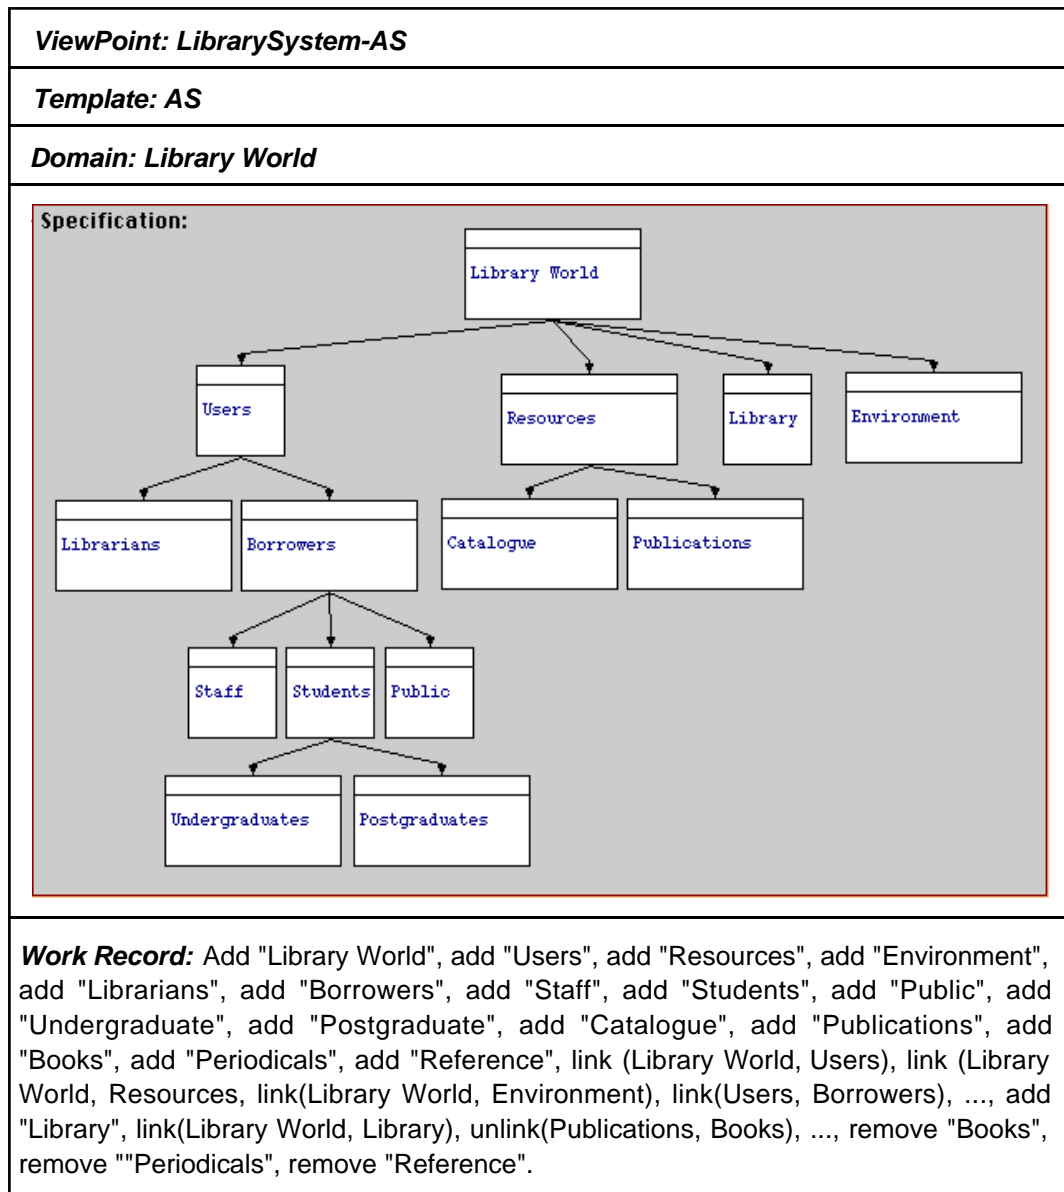 ViewPoint: LibrarySystem-AS
Template: AS
Domain: Library World
Specification:
Library World
Users
Resources
Library
Environment
Librarians
Borrowers
Catalogue
Publications
Staff
Students
Public
Undergraduates
Postgraduates
Work Record: Add "Library World", add "Users", add "Resources", add "Environment",
add "Librarians", add "Borrowers", add "Staff", add "Students", add "Public", add
"Undergraduate", add "Postgraduate", add "Catalogue", add "Publications", add
"Books", add "Periodicals", add "Reference", link (Library World, Users), link (Library
World, Resources, link(Library World, Environment), link(Users, Borrowers), ..., add
"Library", link(Library World, Library), unlink(Publications, Books), ..., remove "Books",
remove ""Periodicals", remove "Reference".